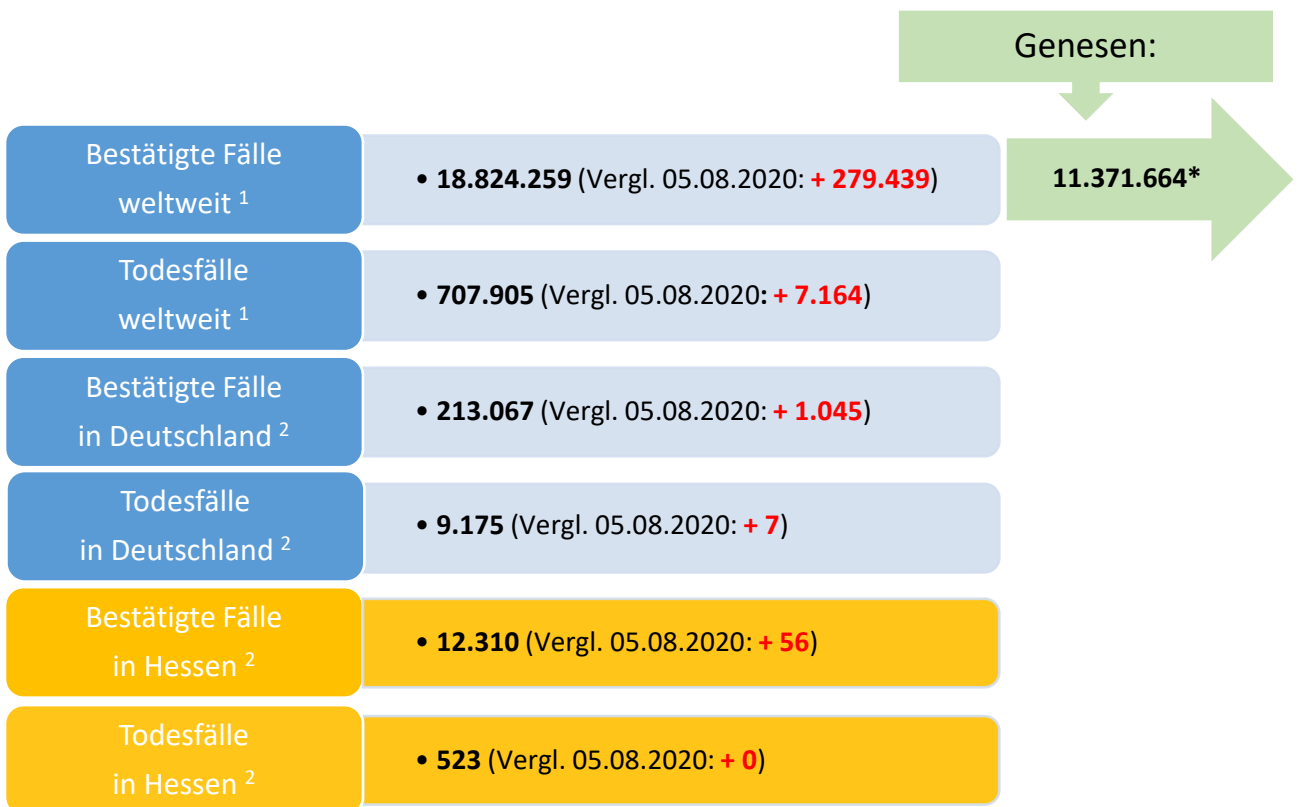 Genesen:
Bestätigte Fälle
weltweit ¹
• 18.824.259 (Vergl. 05.08.2020: + 279.439)
11.371.664*
Todesfälle
weltweit ¹
• 707.905 (Vergl. 05.08.2020: + 7.164)
Bestätigte Fälle
in Deutschland ²
• 213.067 (Vergl. 05.08.2020: + 1.045)
Todesfälle
in Deutschland ²
• 9.175 (Vergl. 05.08.2020: + 7)
Bestätigte Fälle
in Hessen ²
• 12.310 (Vergl. 05.08.2020: + 56)
Todesfälle
in Hessen ²
• 523 (Vergl. 05.08.2020: + 0)